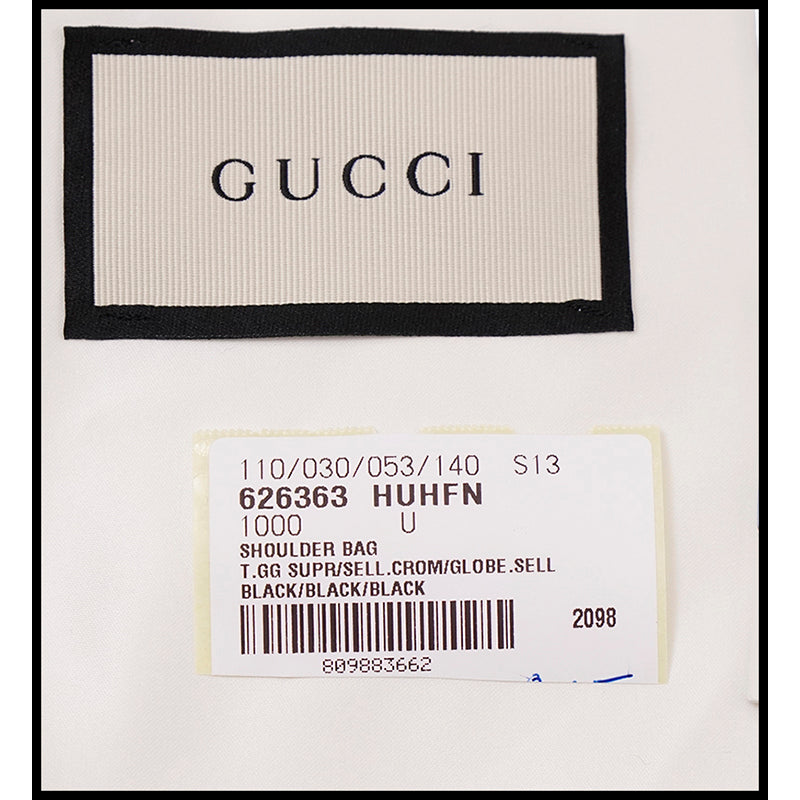 GUCCI
110/030/053/140 S13
626363 HUHFN
1000 U
SHOULDER BAG
T.GG SUPR/SELL.CROM/GLOBE.SELL
BLACK/BLACK/BLACK
2098
809883662